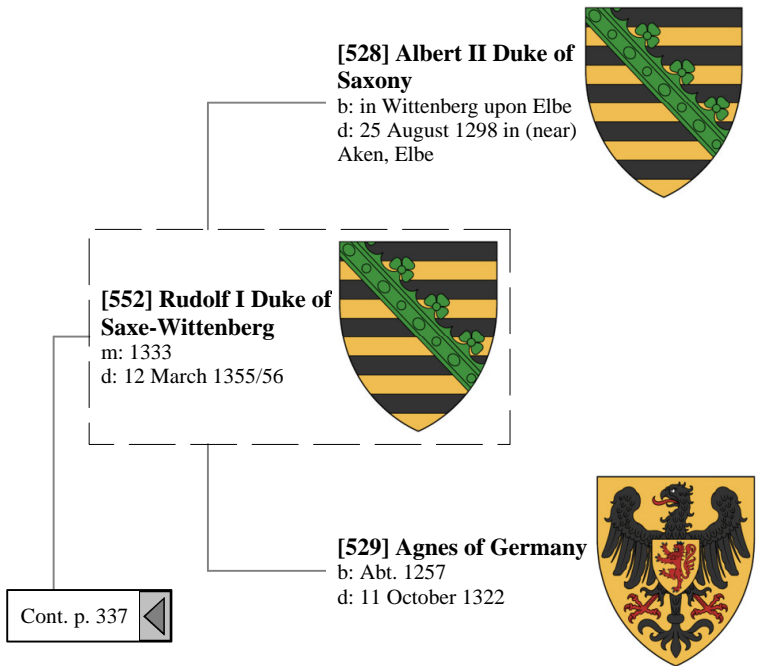 [528] Albert II Duke of
Saxony
b: in Wittenberg upon Elbe
d: 25 August 1298 in (near)
Aken, Elbe
[552] Rudolf I Duke of
Saxe-Wittenberg
m: 1333
d: 12 March 1355/56
[529] Agnes of Germany
b: Abt. 1257
d: 11 October 1322
Cont. p. 337